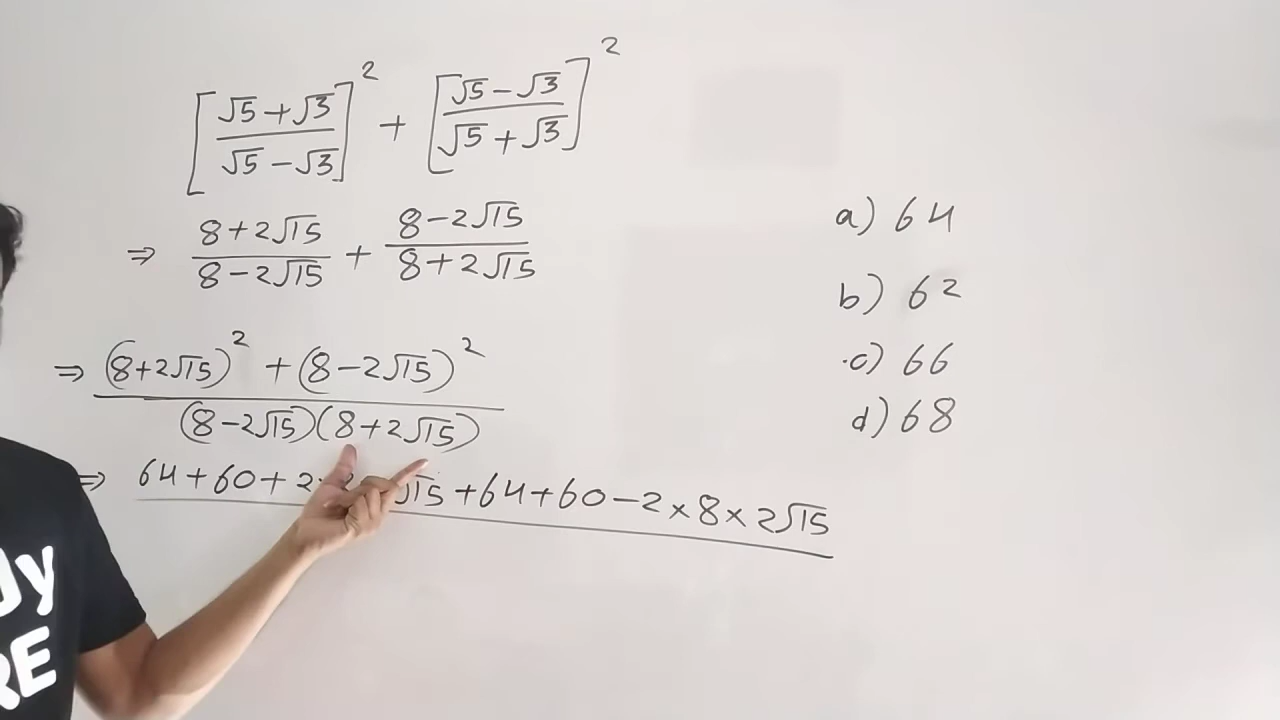 [(√5+√3)/(√5-√3)]² + [(√5-√3)/(√5+√3)]²
⇒ (8+2√15)/(8-2√15) + (8-2√15)/(8+2√15)
⇒ ((8+2√15)² + (8-2√15)²)/((8-2√15)(8+2√15))
⇒ 64+60+2 √15+64+60-2×8×2√15
a) 64
b) 62
c) 66
d) 68